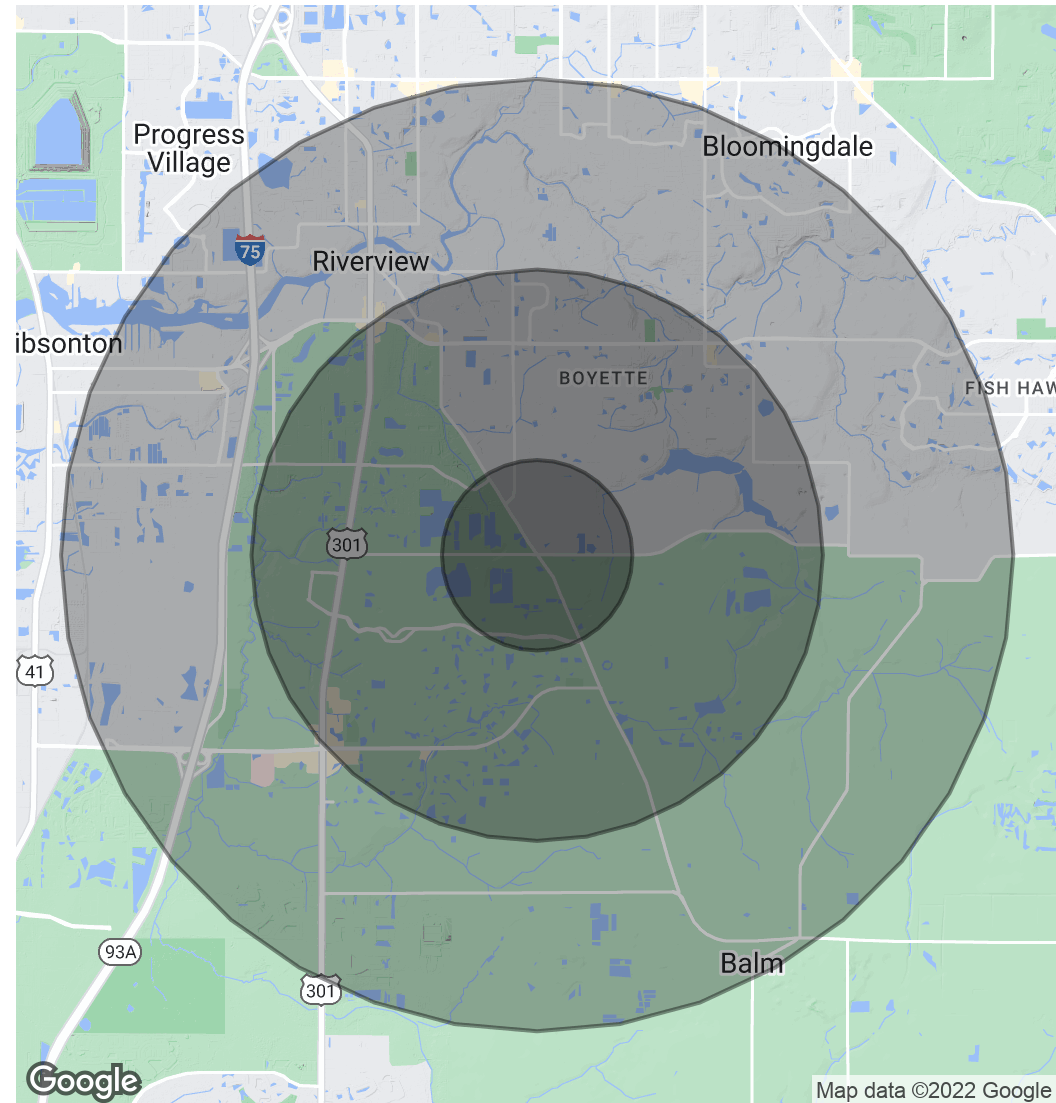 Progress
Village
Bloomingdale
75
Riverview
ibsonton
BOYETTE
FISH HAW
301
41
93A
Balm
301
Google
Map data ©2022 Google